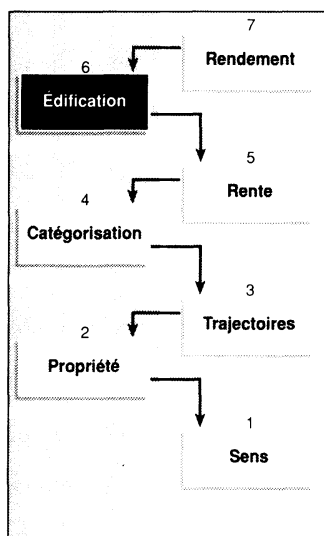 7
Rendement
6
Édification
5
Rente
4
Catégorisation
3
Trajectoires
2
Propriété
1
Sens